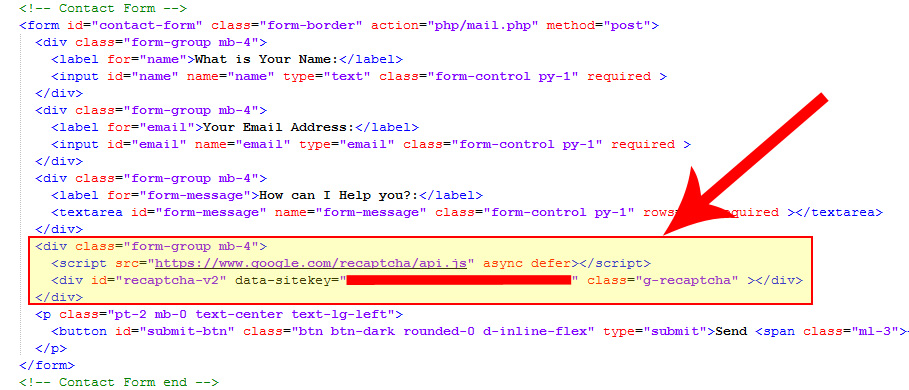 <!-- Contact Form -->
<form id="contact-form" class="form-border" action="php/mail.php" method="post">
<div class="form-group mb-4">
<label for="name">What is Your Name:</label>
<input id="name" name="name" type="text" class="form-control py-1" required >
</div>
<div class="form-group mb-4">
<label for="email">Your Email Address:</label>
<input id="email" name="email" type="email" class="form-control py-1" required >
</div>
<div class="form-group mb-4">
<label for="form-message">How can I Help you?:</label>
<textarea id="form-message" name="form-message" class="form-control py-1" required ></textarea>
</div>
<div class="form-group mb-4">
<script src="https://www.google.com/recaptcha/api.js" async defer></script>
<div id="recaptcha-v2" data-sitekey="" class="g-recaptcha" ></div>
</div>
<p class="pt-2 mb-0 text-center text-lg-left">
<button id="submit-btn" class="btn btn-dark rounded-0 d-inline-flex" type="submit">Send <span class="ml-3"><
</p>
</form>
<!-- Contact Form end -->